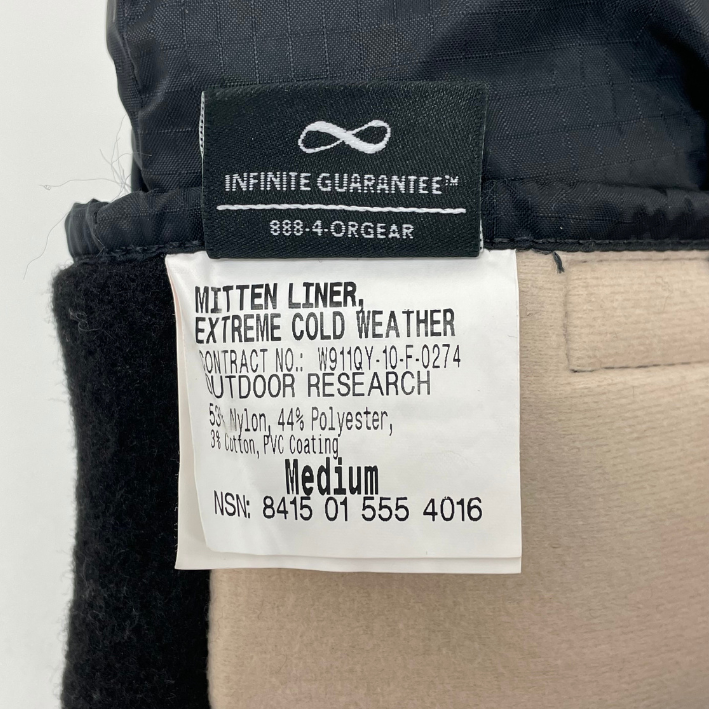 INFINITE GUARANTEE™
888-4-ORGEAR
MITTEN LINER,
EXTREME COLD WEATHER
CONTRACT NO.: W911QY-10-F-0274
OUTDOOR RESEARCH
53% Nylon, 44% Polyester,
3% Cotton, PVC Coating
Medium
NSN: 8415 01 555 4016